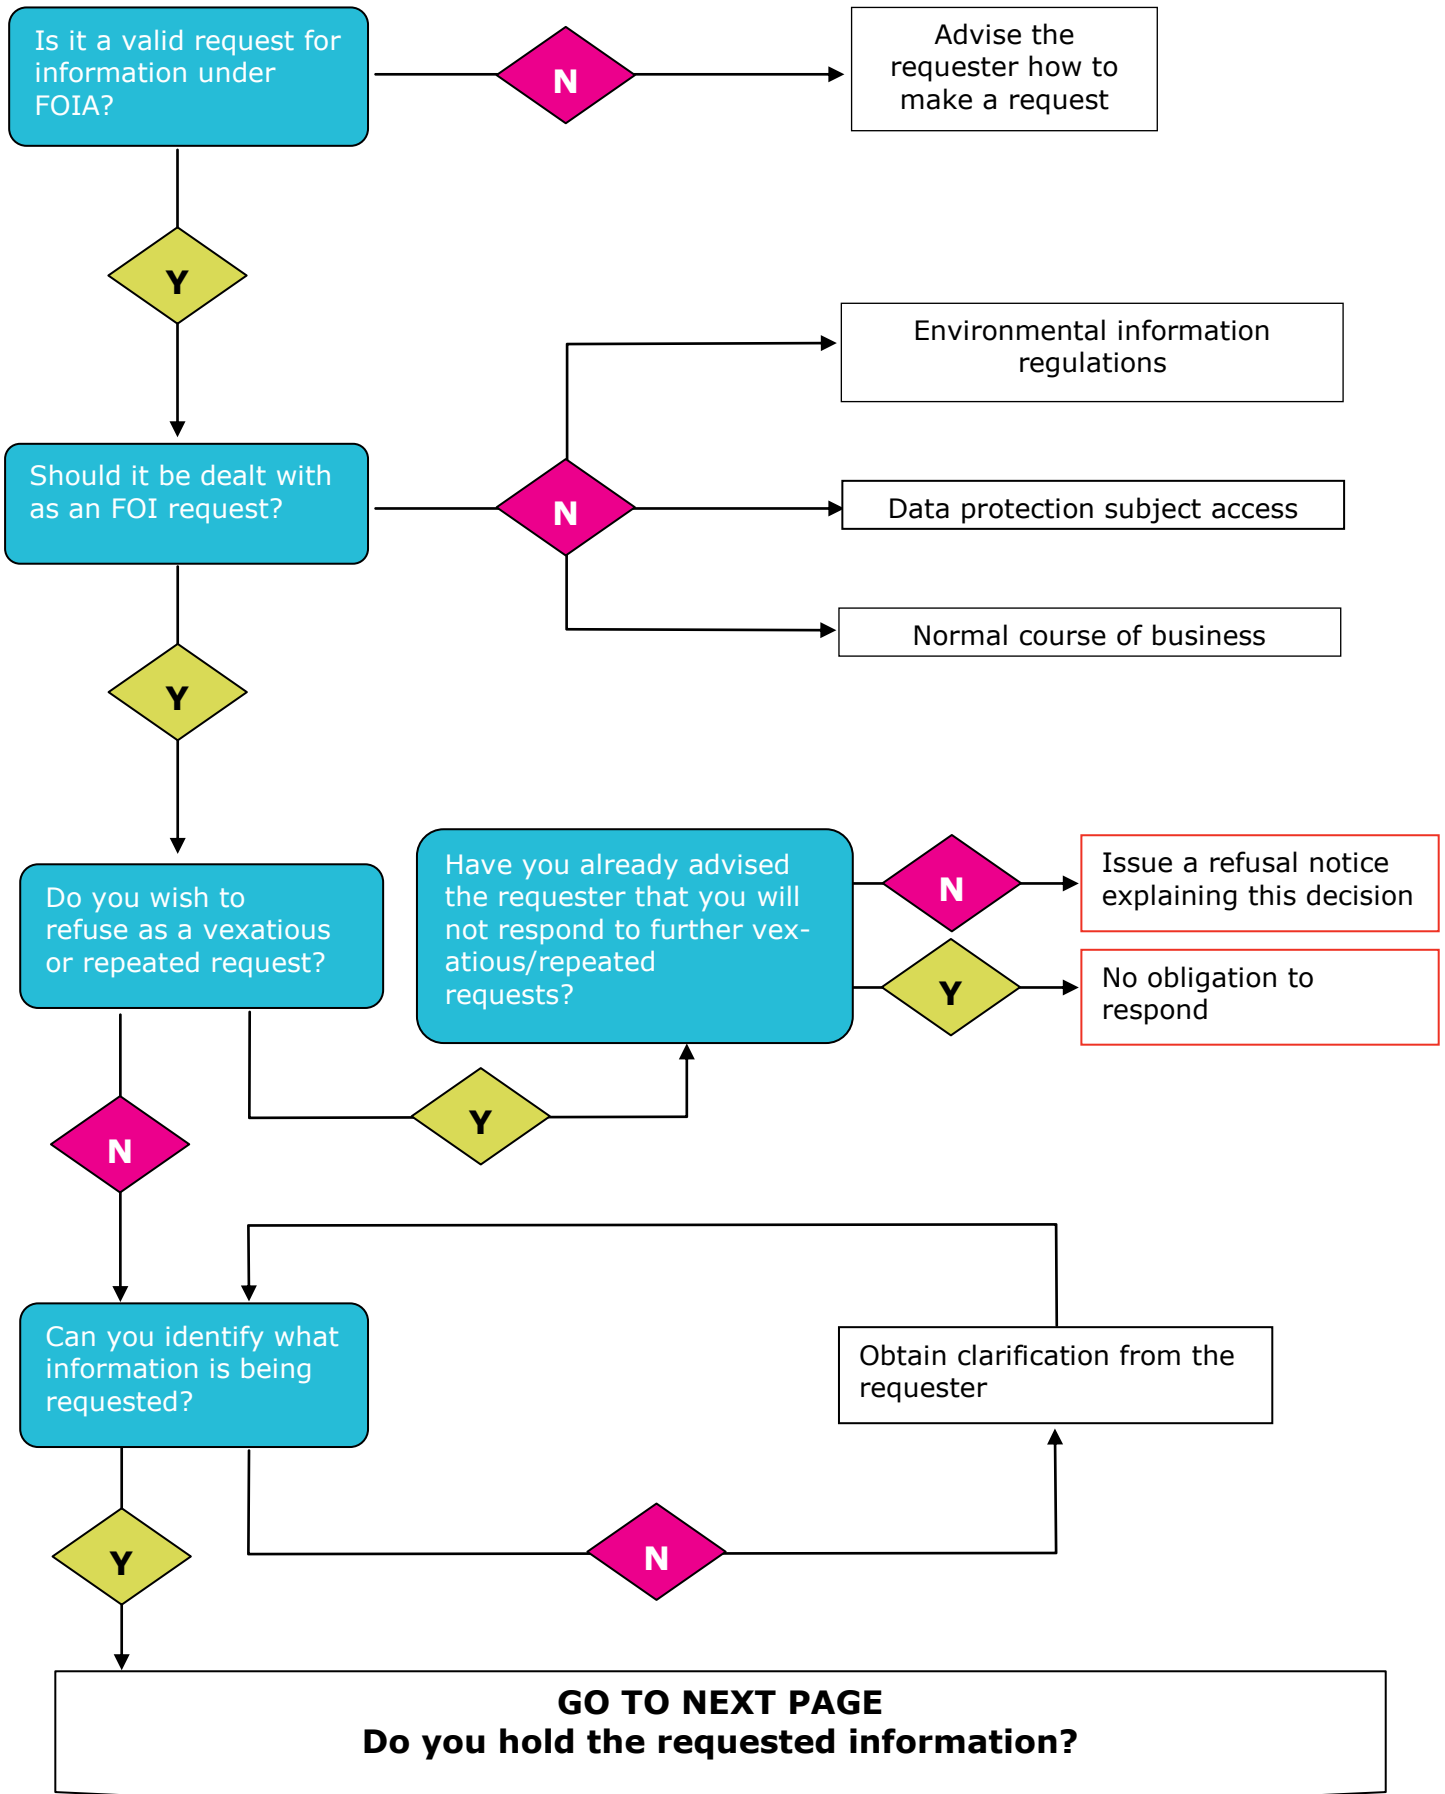 Is it a valid request for
information under
FOIA?
N
Advise the
requester how to
make a request
Y
Environmental information
regulations
Should it be dealt with
as an FOI request?
N
Data protection subject access
Normal course of business
Y
Do you wish to
refuse as a vexatious
or repeated request?
Have you already advised
the requester that you will
not respond to further vex-
atious/repeated
requests?
N
Issue a refusal notice
explaining this decision
Y
No obligation to
respond
Y
N
Can you identify what
information is being
requested?
Obtain clarification from the
requester
Y
N
GO TO NEXT PAGE
Do you hold the requested information?